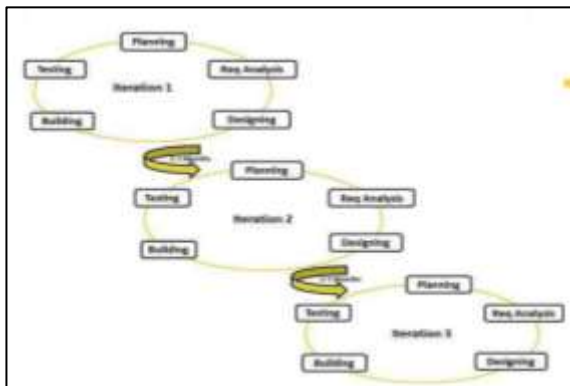 Planning
Testing
Req Analysis
Iteration 1
Building
Designing
Planning
Testing
Req Analysis
Iteration 2
Building
Designing
Planning
Testing
Req Analysis
Iteration 3
Building
Designing